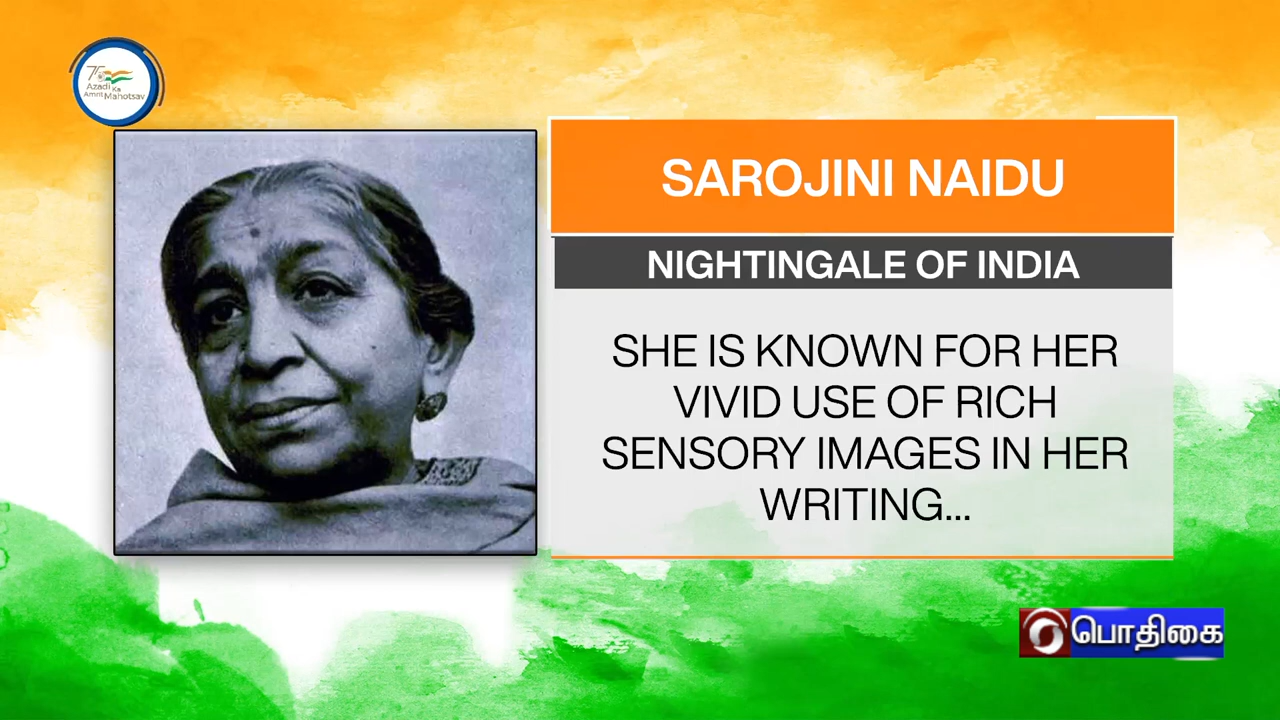 75
Azadi
Ka
Amrit Mahotsav
SAROJINI NAIDU
NIGHTINGALE OF INDIA
SHE IS KNOWN FOR HER
VIVID USE OF RICH
SENSORY IMAGES IN HER
WRITING...
பொதிகை